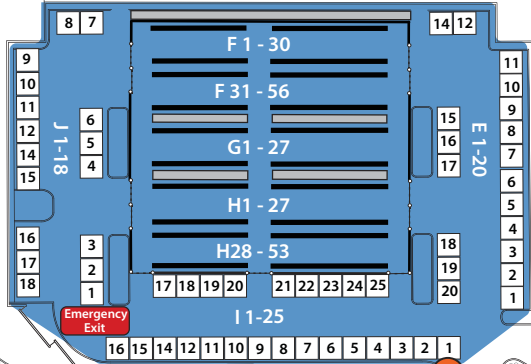 8 7
14 12
F 1 - 30
9
11
10
10
F 31 - 56
11
9
6
15
12
8
J 1-18
5
G1 - 27
16
E 1-20
14
7
4
17
15
6
5
H1 - 27
4
16
3
18
3
17
2
H28 - 53
19
2
18
1
17 18 19 20
21 22 23 24 25
20
1
Emergency
Exit
I 1-25
16 15 14 12 11 10 9 8 7 6 5 4 3 2 1